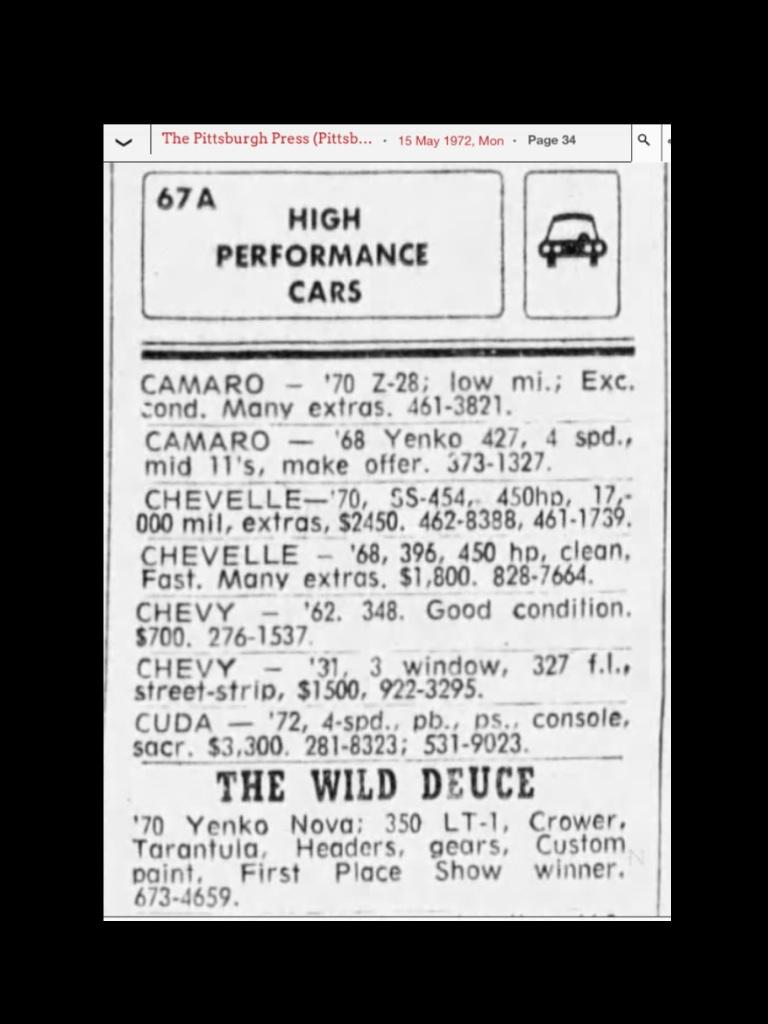 The Pittsburgh Press (Pittsb... · 15 May 1972, Mon · Page 34
67A
HIGH
PERFORMANCE
CARS
CAMARO — '70 Z-28; low mi.; Exc.
cond. Many extras. 461-3821.
CAMARO — '68 Yenko 427, 4 spd.,
mid 11's, make offer. 373-1327.
CHEVELLE—'70, SS-454,. 450hp, 17,-
000 mil, extras, $2450. 462-8388, 461-1739.
CHEVELLE — '68, 396, 450 hp, clean.
Fast. Many extras. $1,800. 828-7664.
CHEVY — '62. 348. Good condition.
$700. 276-1537.
CHEVY — '31, 3 window, 327 f.i.,
street-strip, $1500, 922-3295.
CUDA — '72, 4-spd., pb., ps., console,
sacr. $3,300. 281-8323; 531-9023.
THE WILD DEUCE
'70 Yenko Nova; 350 LT-1, Crower,
Tarantula, Headers, gears, Custom
paint. First Place Show winner.
673-4659.